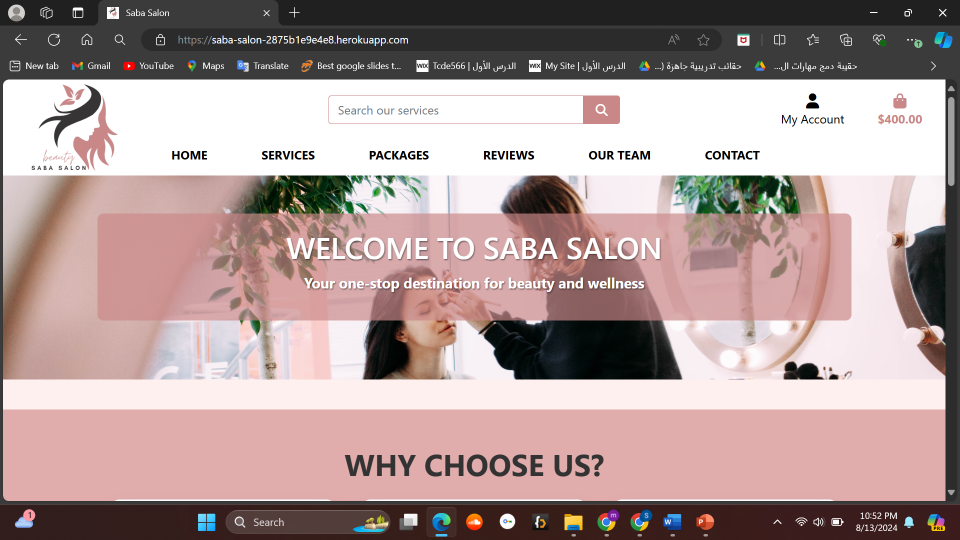 Saba Salon
https://saba-salon-2875b1e9e4e8.herokuapp.com
New tab
Gmail
YouTube
Maps
Translate
Best google slides t...
Tcde566 | الدرس الأول
My Site | الدرس الأول
حقائب تدريبية جاهزة (...
حقيبة دمج مهارات ال...
beauty
SABA SALON
Search our services
My Account
$400.00
HOME
SERVICES
PACKAGES
REVIEWS
OUR TEAM
CONTACT
WELCOME TO SABA SALON
Your one-stop destination for beauty and wellness
WHY CHOOSE US?
1
Search
10:52 PM
8/13/2024